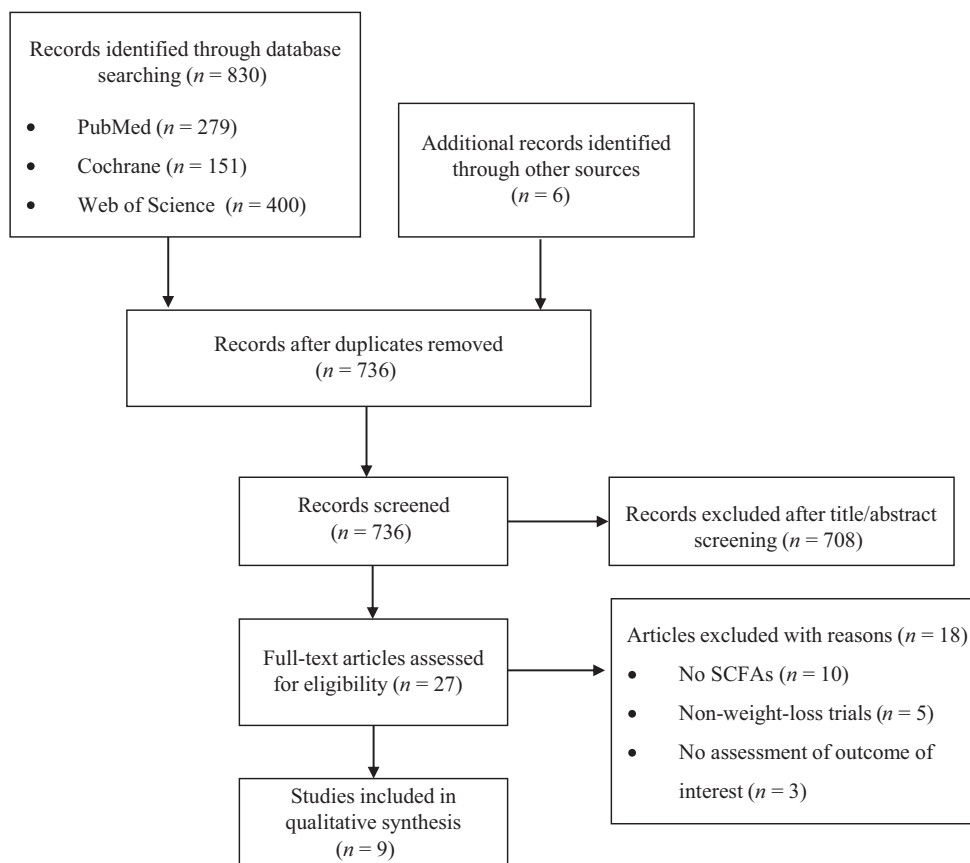 Records identified through database
searching (n = 830)
• PubMed (n = 279)
• Cochrane (n = 151)
• Web of Science (n = 400)
Additional records identified
through other sources
(n = 6)
Records after duplicates removed
(n = 736)
Records screened
(n = 736)
Records excluded after title/abstract
screening (n = 708)
Full-text articles assessed
for eligibility (n = 27)
Articles excluded with reasons (n = 18)
• No SCFAs (n = 10)
• Non-weight-loss trials (n = 5)
• No assessment of outcome of
interest (n = 3)
Studies included in
qualitative synthesis
(n = 9)